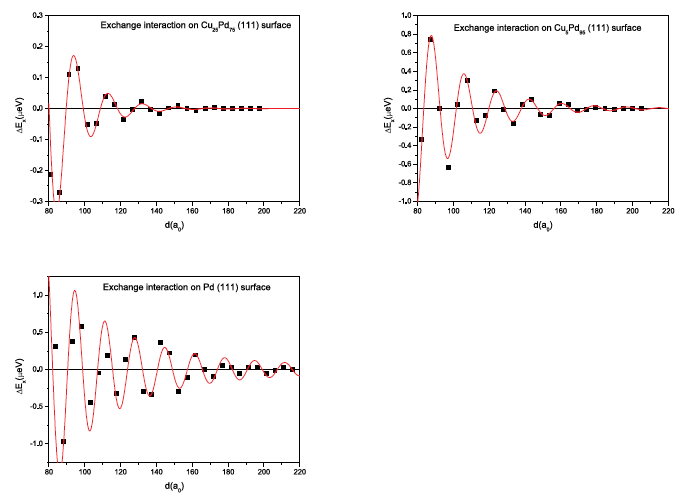 Exchange interaction on Cu₂₅Pd₇₅ (111) surface
0.3
0.2
0.1
0.0
-0.1
-0.2
-0.3
ΔEₓ(μeV)
80 100 120 140 160 180 200 220
d(a₀)
Exchange interaction on Cu₅Pd₉₅ (111) surface
1.0
0.8
0.6
0.4
0.2
0.0
-0.2
-0.4
-0.6
-0.8
-1.0
ΔEₓ(μeV)
80 100 120 140 160 180 200 220
d(a₀)
Exchange interaction on Pd (111) surface
1.0
0.5
0.0
-0.5
-1.0
ΔEₓ(μeV)
80 100 120 140 160 180 200 220
d(a₀)